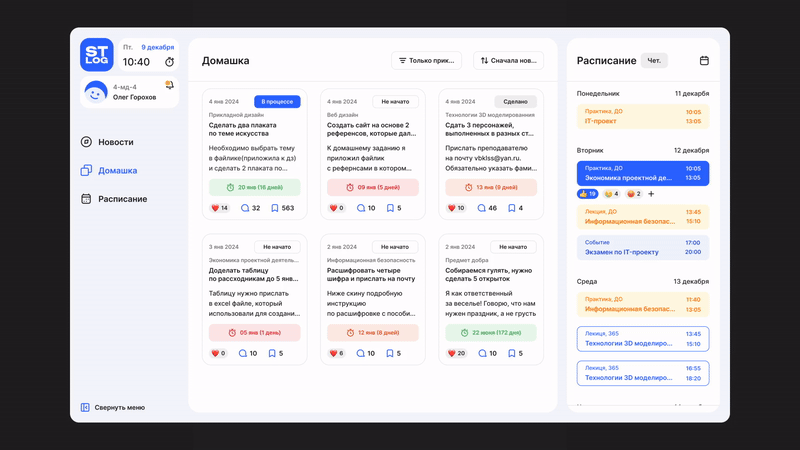 ST
LOG
Пт.
9 декабря
10:40
4-мд-4
Олег Горохов
Новости
Домашка
Расписание
Свернуть меню
Домашка
Только прик...
Сначала нов...
4 янв 2024
В процессе
Прикладной дизайн
Сделать два плаката
по теме искусства
Необходимо выбрать тему
в файлике(приложила к дз)
и сделать 2 плаката по...
20 янв (16 дней)
14
32
563
4 янв 2024
Не начато
Веб дизайн
Создать сайт на основе 2
референсов, которые дал...
К домашнему заданию я
приложил файлик
с референсами в котором...
09 янв (5 дней)
0
10
5
4 янв 2024
Сделано
Технологии 3D моделирования
Сдать 3 персонажей,
выполненных в разных ст...
Прислать преподавателю
на почту vbklss@yan.ru.
Обязательно указать фами...
13 янв (9 дней)
10
46
4
3 янв 2024
Не начато
Экономика проектной деятель...
Доделать таблицу
по рассходникам до 5 янв...
Таблицу нужно прислать
в excel файле, который
использовали для создани...
05 янв (1 день)
0
10
5
2 янв 2024
Не начато
Информационная безопасность
Расшифровать четыре
шифра и прислать на почту
Ниже скину подробную
инструкцию
по расшифровке с пособи...
12 янв (8 дней)
6
10
5
2 янв 2024
Не начато
Предмет добра
Собираемся гулять, нужно
сделать 5 открыток
Я как ответственный
за веселье! Говорю, что нам
нужен праздник, а не грусть
22 июня (172 дня)
20
10
5
Расписание
Чет.
Понедельник
11 декабря
Практика, ДО
10:05
IT-проект
13:05
Вторник
12 декабря
Практика, ДО
10:05
Экономика проектной де...
13:05
19
4
2
+
Лекция, ДО
13:45
Информационная безопас...
15:10
Событие
17:00
Экзамен по IT-проекту
20:00
Среда
13 декабря
Практика, ДО
11:40
Информационная безопас...
13:05
Лекция, 365
13:45
Технологии 3D моделиро...
15:10
Лекция, 365
16:55
Технологии 3D моделиро...
18:20